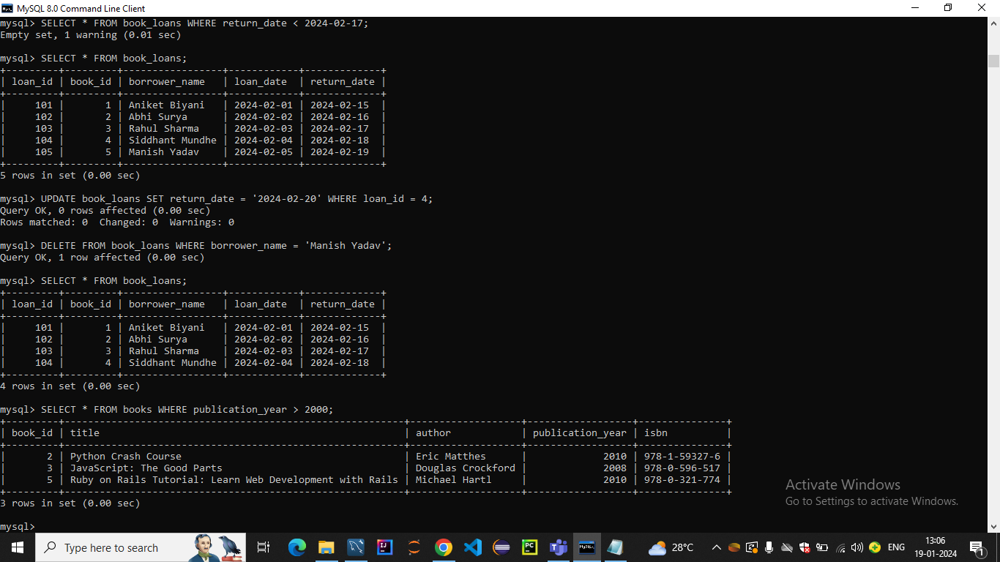 MySQL 8.0 Command Line Client
mysql> SELECT * FROM book_loans WHERE return_date < 2024-02-17;
Empty set, 1 warning (0.01 sec)
mysql> SELECT * FROM book_loans;
+---------+---------+-----------------+------------+-------------+
| loan_id | book_id | borrower_name   | loan_date  | return_date |
+---------+---------+-----------------+------------+-------------+
|     101 |       1 | Aniket Biyani   | 2024-02-01 | 2024-02-15  |
|     102 |       2 | Abhi Surya      | 2024-02-02 | 2024-02-16  |
|     103 |       3 | Rahul Sharma    | 2024-02-03 | 2024-02-17  |
|     104 |       4 | Siddhant Mundhe | 2024-02-04 | 2024-02-18  |
|     105 |       5 | Manish Yadav    | 2024-02-05 | 2024-02-19  |
+---------+---------+-----------------+------------+-------------+
5 rows in set (0.00 sec)
mysql> UPDATE book_loans SET return_date = '2024-02-20' WHERE loan_id = 4;
Query OK, 0 rows affected (0.00 sec)
Rows matched: 0  Changed: 0  Warnings: 0
mysql> DELETE FROM book_loans WHERE borrower_name = 'Manish Yadav';
Query OK, 1 row affected (0.00 sec)
mysql> SELECT * FROM book_loans;
+---------+---------+-----------------+------------+-------------+
| loan_id | book_id | borrower_name   | loan_date  | return_date |
+---------+---------+-----------------+------------+-------------+
|     101 |       1 | Aniket Biyani   | 2024-02-01 | 2024-02-15  |
|     102 |       2 | Abhi Surya      | 2024-02-02 | 2024-02-16  |
|     103 |       3 | Rahul Sharma    | 2024-02-03 | 2024-02-17  |
|     104 |       4 | Siddhant Mundhe | 2024-02-04 | 2024-02-18  |
+---------+---------+-----------------+------------+-------------+
4 rows in set (0.00 sec)
mysql> SELECT * FROM books WHERE publication_year > 2000;
+---------+----------------------------------------------------------+-------------------+------------------+---------------+
| book_id | title                                                    | author            | publication_year | isbn          |
+---------+----------------------------------------------------------+-------------------+------------------+---------------+
|       2 | Python Crash Course                                      | Eric Matthes      |             2010 | 978-1-59327-6 |
|       3 | JavaScript: The Good Parts                               | Douglas Crockford |             2008 | 978-0-596-517 |
|       5 | Ruby on Rails Tutorial: Learn Web Development with Rails | Michael Hartl     |             2010 | 978-0-321-774 |
+---------+----------------------------------------------------------+-------------------+------------------+---------------+
3 rows in set (0.00 sec)
mysql>
Activate Windows
Go to Settings to activate Windows.
Type here to search
28°C
ENG
13:06
19-01-2024
1